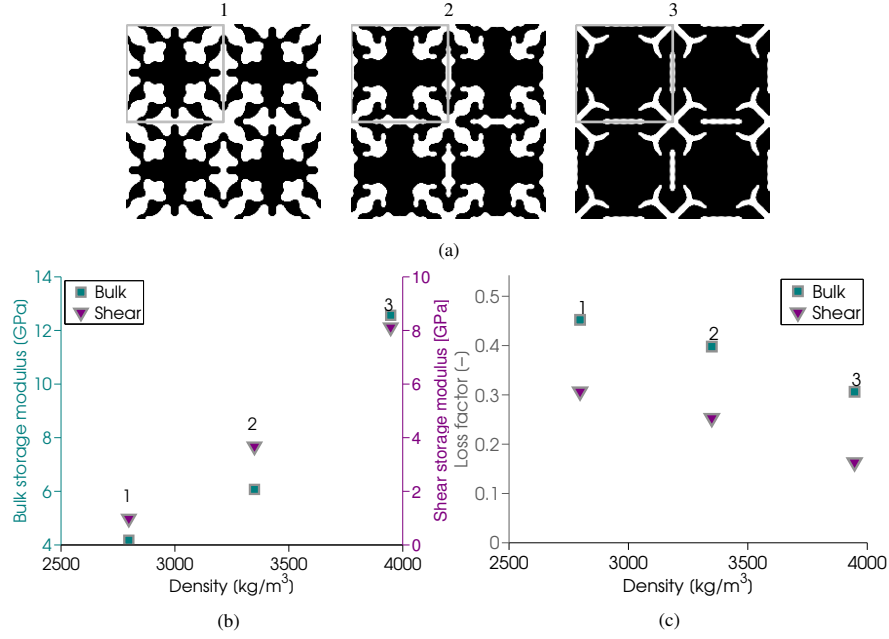 1 2 3
(a)
14
12
10
8
6
4
Bulk storage modulus (GPa)
Bulk
Shear
1
2
3
10
8
6
4
2
0
Shear storage modulus [GPa]
2500 3000 3500 4000
Density [kg/m³]
(b)
0.5
0.4
0.3
0.2
0.1
0
Loss factor (−)
Bulk
Shear
1
2
3
2500 3000 3500 4000
Density [kg/m³]
(c)